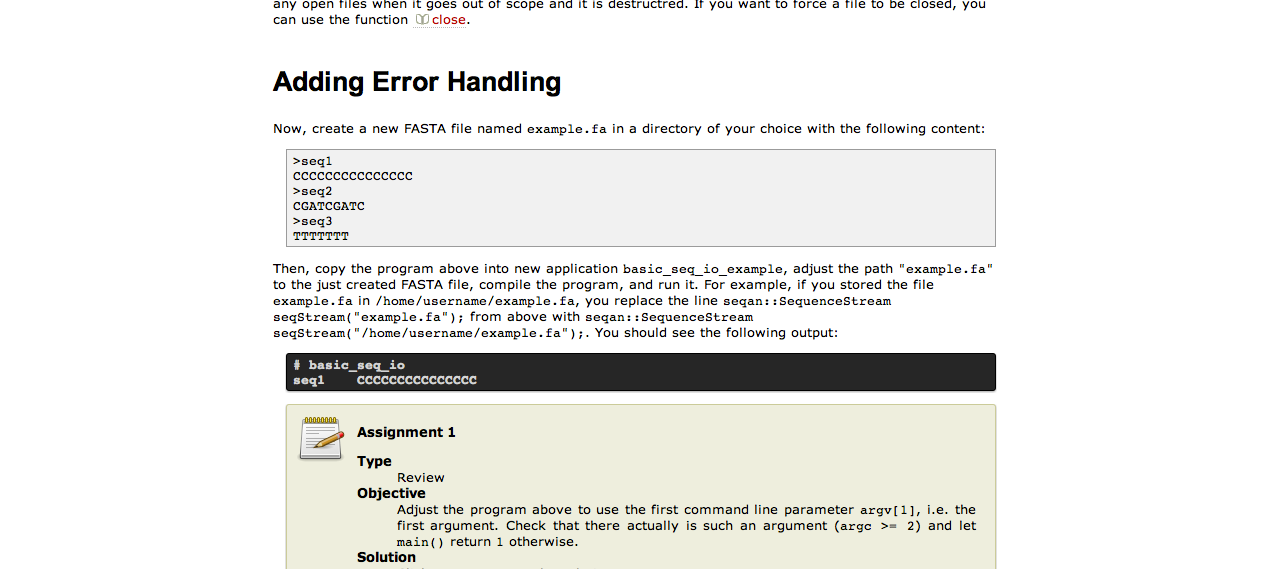 any open files when it goes out of scope and it is destructred. If you want to force a file to be closed, you
can use the function close.
Adding Error Handling
Now, create a new FASTA file named example.fa in a directory of your choice with the following content:
>seq1
CCCCCCCCCCCCCCC
>seq2
CGATCGATC
>seq3
TTTTTTT
Then, copy the program above into new application basic_seq_io_example, adjust the path "example.fa"
to the just created FASTA file, compile the program, and run it. For example, if you stored the file
example.fa in /home/username/example.fa, you replace the line seqan::SequenceStream
seqStream("example.fa"); from above with seqan::SequenceStream
seqStream("/home/username/example.fa");. You should see the following output:
# basic_seq_io
seq1    CCCCCCCCCCCCCCC
Assignment 1
Type
Review
Objective
Adjust the program above to use the first command line parameter argv[1], i.e. the
first argument. Check that there actually is such an argument (argc >= 2) and let
main() return 1 otherwise.
Solution